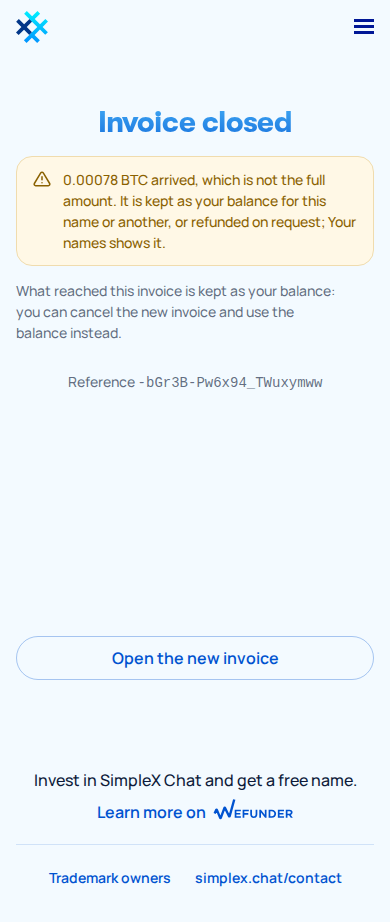 Invoice closed
0.00078 BTC arrived, which is not the full
amount. It is kept as your balance for this
name or another, or refunded on request; Your
names shows it.
What reached this invoice is kept as your balance:
you can cancel the new invoice and use the
balance instead.
Reference -bGr3B-Pw6x94_TWuxymww
Open the new invoice
Invest in SimpleX Chat and get a free name.
Learn more on WEFUNDER
Trademark owners simplex.chat/contact